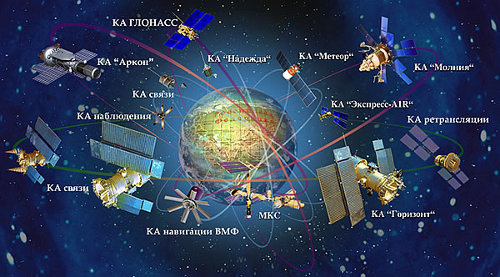 КА ГЛОНАСС
КА "Аркон"
КА "Надежда"
КА "Метеор"
КА "Молния"
КА связи
КА "Экспресс-А1R"
КА наблюдения
КА ретрансляции
КА связи
МКС
КА "Горизонт"
КА навигации ВМФ